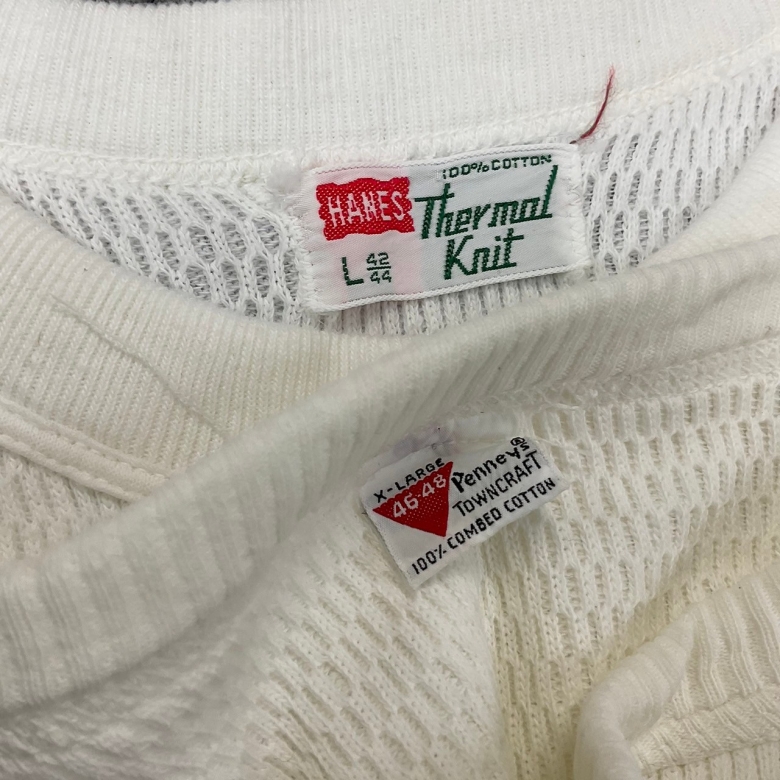 100% COTTON
HANES
Thermal
Knit
L 42
44
X-LARGE
46-48
Penney's®
TOWNCRAFT
100% COMBED COTTON